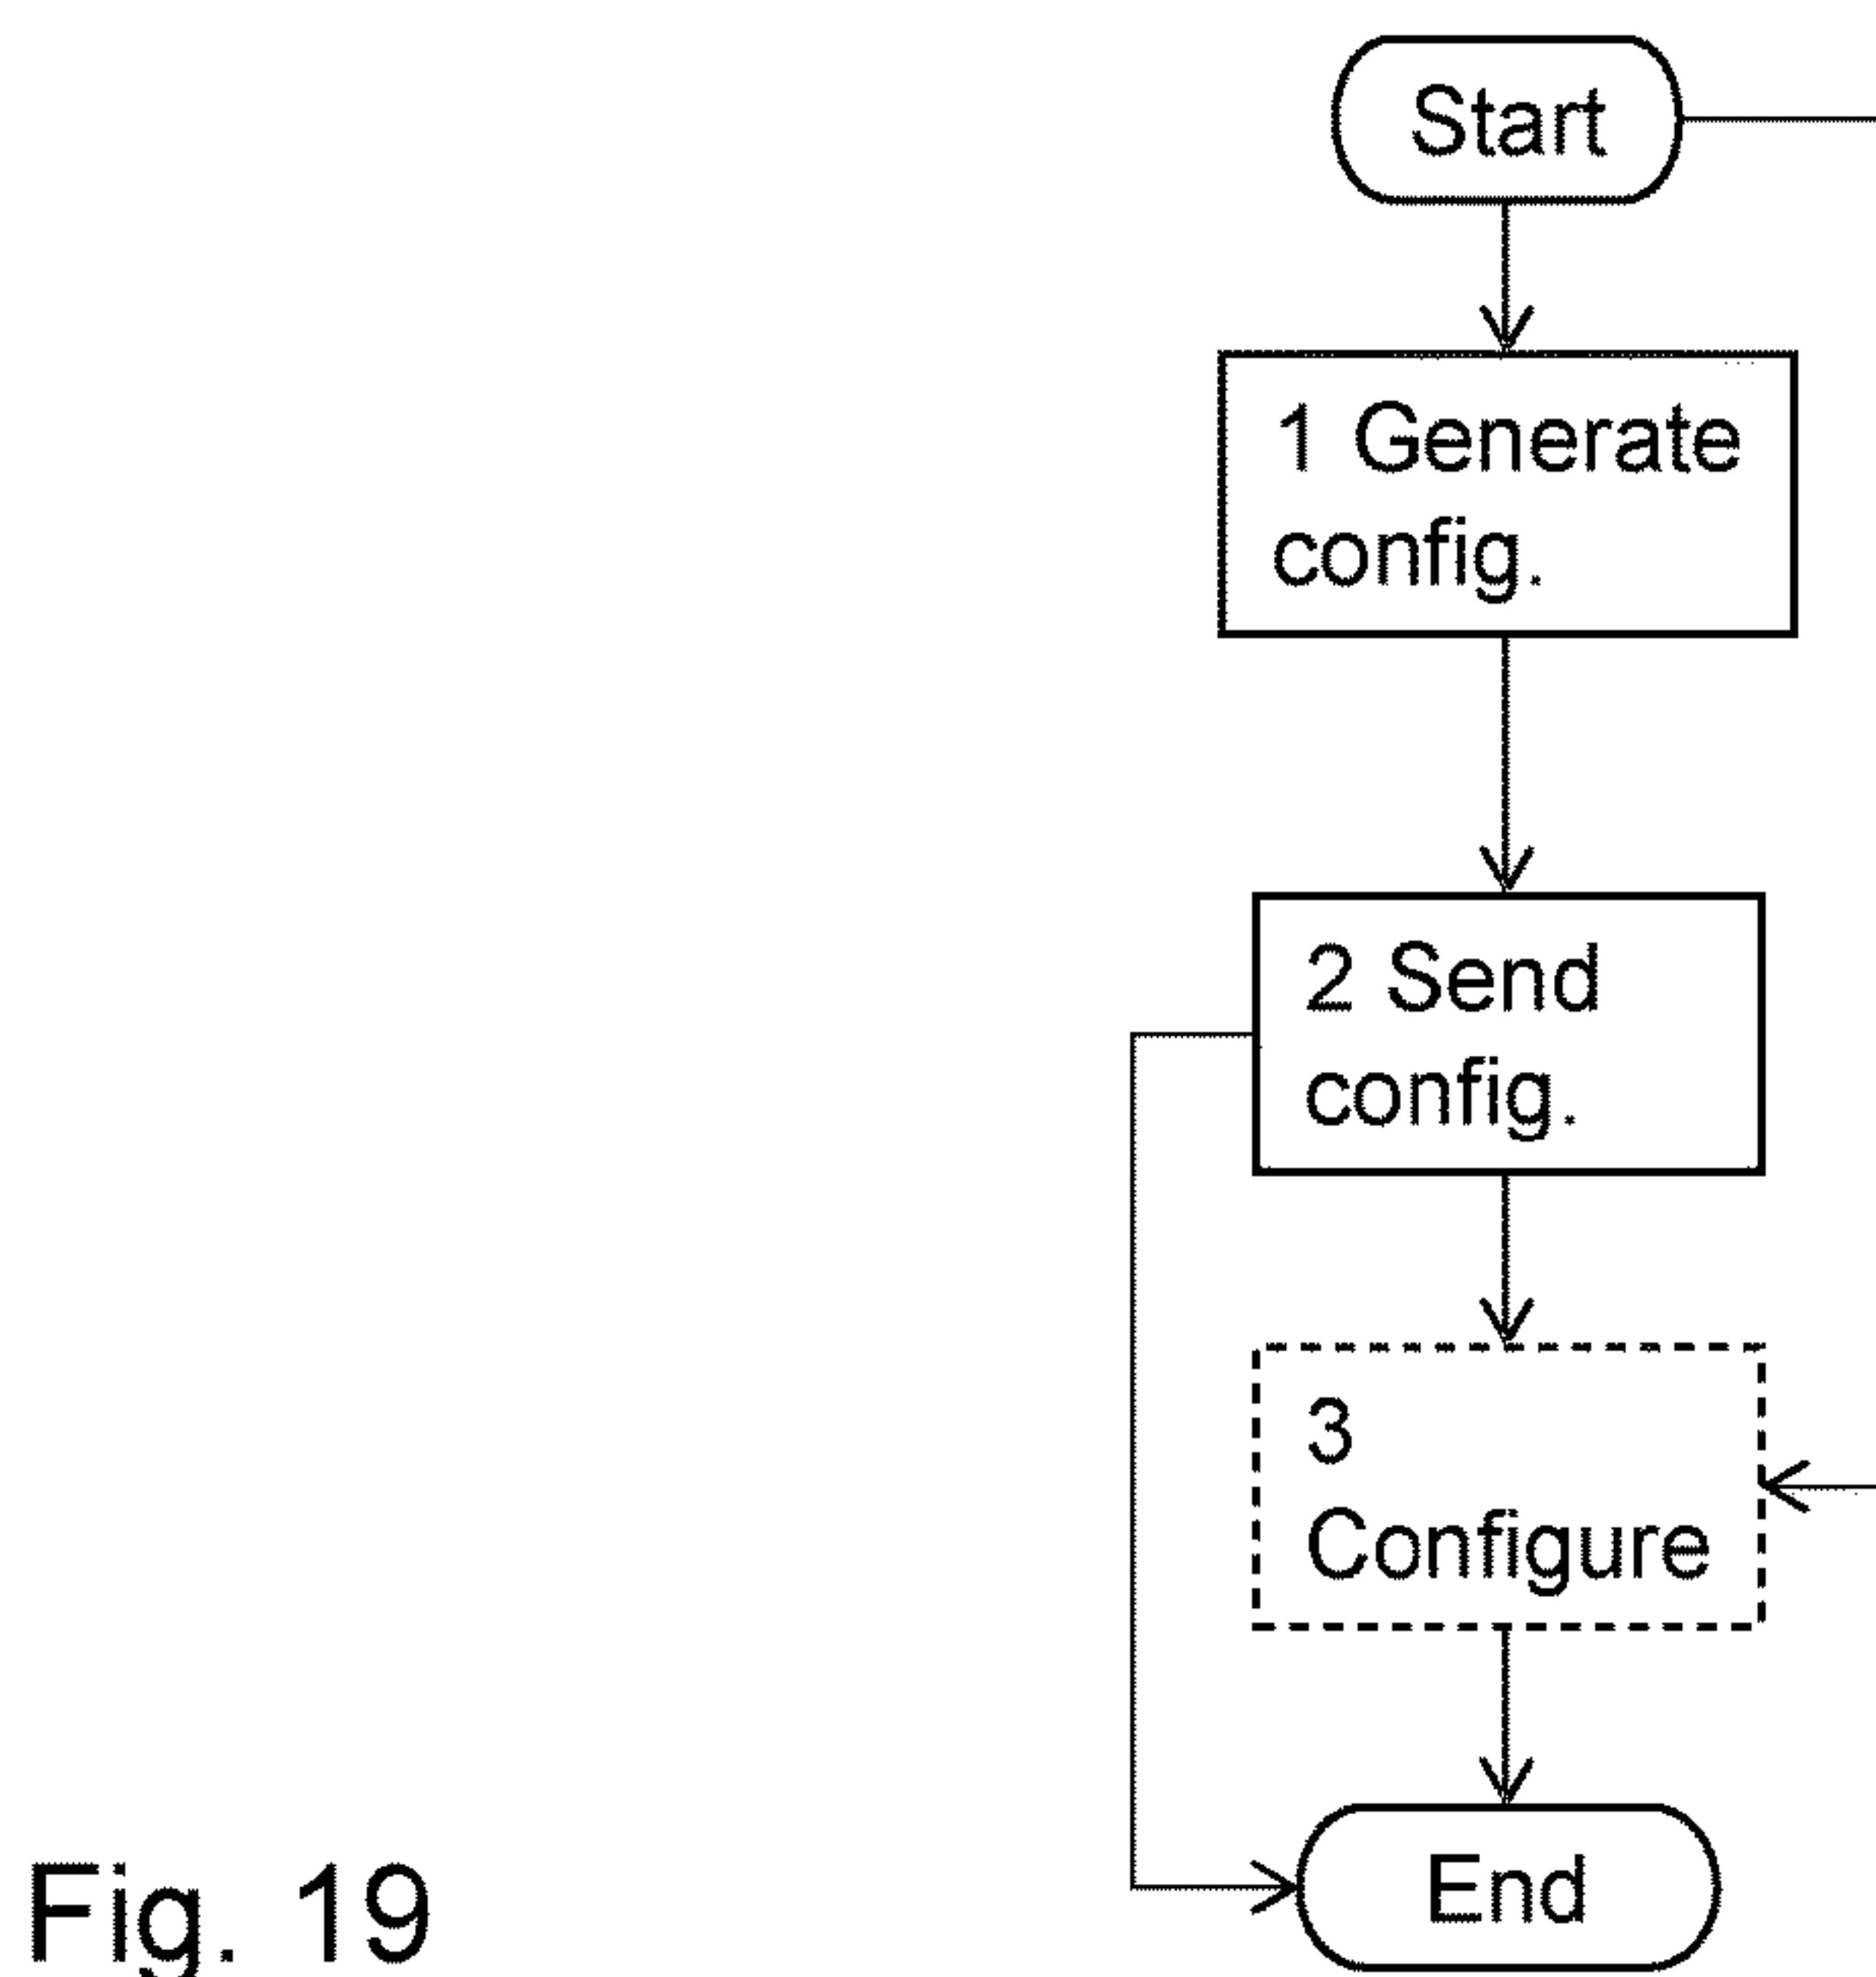 Start
1 Generate
config.
2 Send
config.
3
Configure
End
Fig. 19